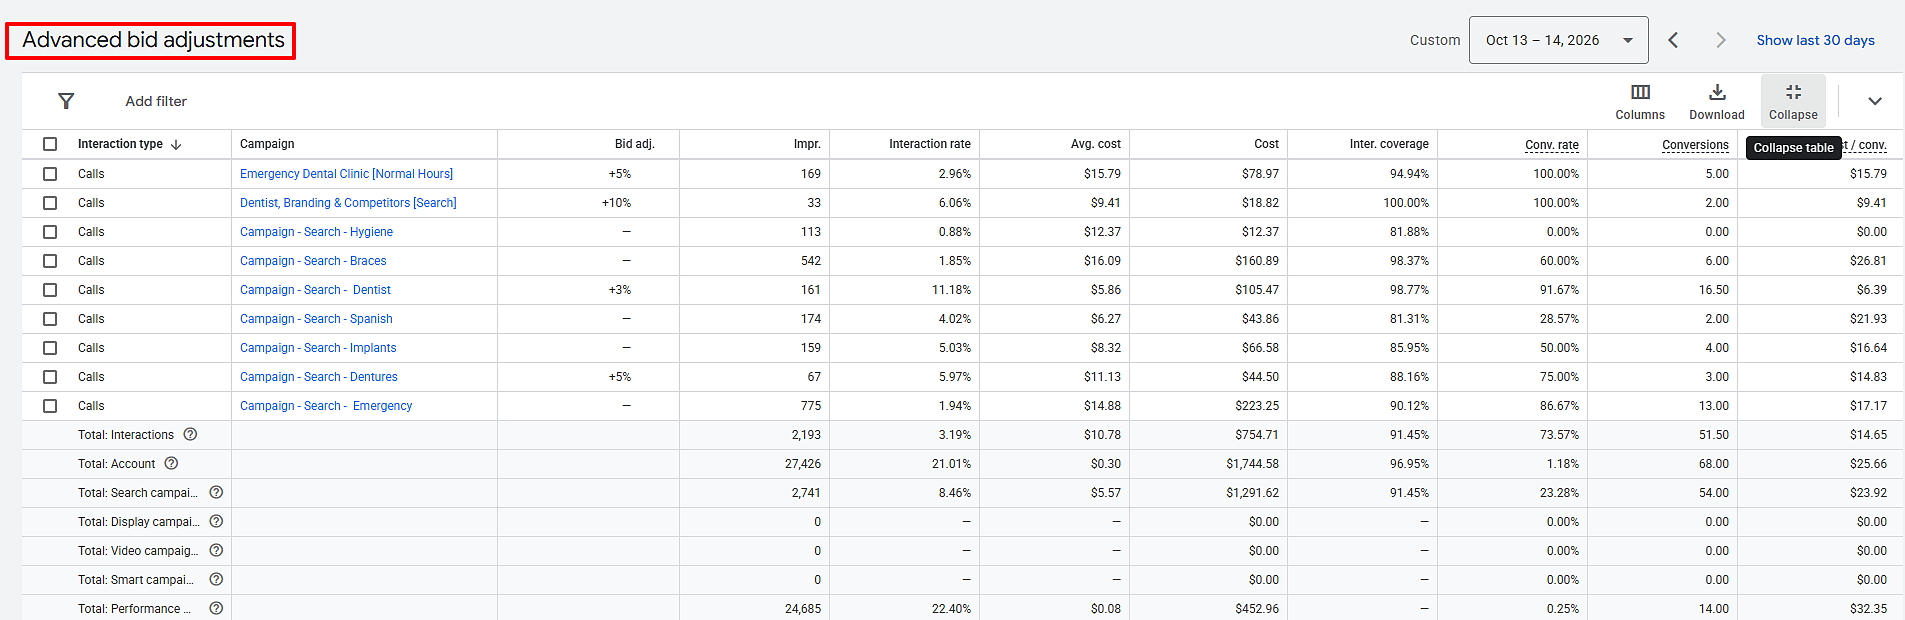 Advanced bid adjustments
Custom Oct 13 – 14, 2026 Show last 30 days
Add filter Columns Download Collapse
Collapse table
Interaction type Campaign Bid adj. Impr. Interaction rate Avg. cost Cost Inter. coverage Conv. rate Conversions t / conv.
Calls Emergency Dental Clinic [Normal Hours] +5% 169 2.96% $15.79 $78.97 94.94% 100.00% 5.00 $15.79
Calls Dentist, Branding & Competitors [Search] +10% 33 6.06% $9.41 $18.82 100.00% 100.00% 2.00 $9.41
Calls Campaign - Search - Hygiene — 113 0.88% $12.37 $12.37 81.88% 0.00% 0.00 $0.00
Calls Campaign - Search - Braces — 542 1.85% $16.09 $160.89 98.37% 60.00% 6.00 $26.81
Calls Campaign - Search - Dentist +3% 161 11.18% $5.86 $105.47 98.77% 91.67% 16.50 $6.39
Calls Campaign - Search - Spanish — 174 4.02% $6.27 $43.86 81.31% 28.57% 2.00 $21.93
Calls Campaign - Search - Implants — 159 5.03% $8.32 $66.58 85.95% 50.00% 4.00 $16.64
Calls Campaign - Search - Dentures +5% 67 5.97% $11.13 $44.50 88.16% 75.00% 3.00 $14.83
Calls Campaign - Search - Emergency — 775 1.94% $14.88 $223.25 90.12% 86.67% 13.00 $17.17
Total: Interactions 2,193 3.19% $10.78 $754.71 91.45% 73.57% 51.50 $14.65
Total: Account 27,426 21.01% $0.30 $1,744.58 96.95% 1.18% 68.00 $25.66
Total: Search campai... 2,741 8.46% $5.57 $1,291.62 91.45% 23.28% 54.00 $23.92
Total: Display campai... 0 — — $0.00 — 0.00% 0.00 $0.00
Total: Video campaig... 0 — — $0.00 — 0.00% 0.00 $0.00
Total: Smart campai... 0 — — $0.00 — 0.00% 0.00 $0.00
Total: Performance ... 24,685 22.40% $0.08 $452.96 — 0.25% 14.00 $32.35